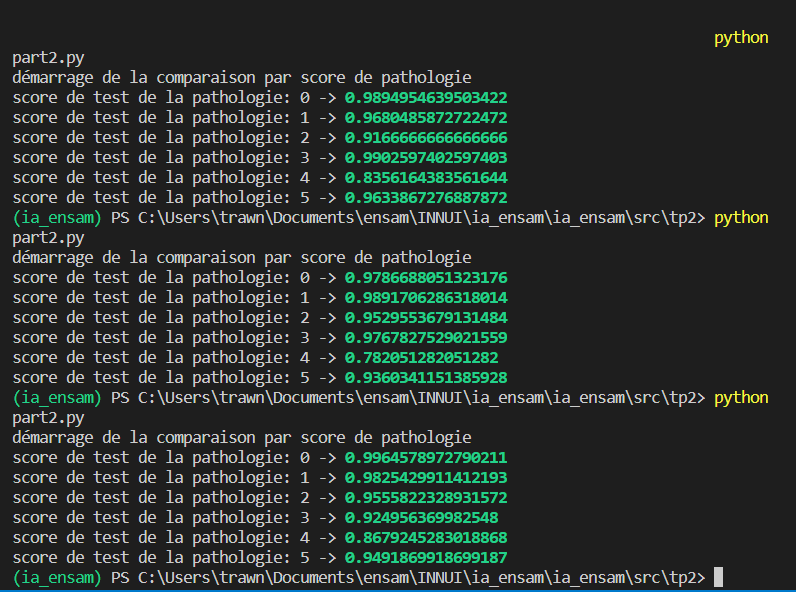 python
part2.py
démarrage de la comparaison par score de pathologie
score de test de la pathologie: 0 -> 0.9894954639503422
score de test de la pathologie: 1 -> 0.9680485872722472
score de test de la pathologie: 2 -> 0.9166666666666666
score de test de la pathologie: 3 -> 0.9902597402597403
score de test de la pathologie: 4 -> 0.8356164383561644
score de test de la pathologie: 5 -> 0.9633867276887872
(ia_ensam) PS C:\Users\trawn\Documents\ensam\INNUI\ia_ensam\ia_ensam\src\tp2> python
part2.py
démarrage de la comparaison par score de pathologie
score de test de la pathologie: 0 -> 0.9786688051323176
score de test de la pathologie: 1 -> 0.9891706286318014
score de test de la pathologie: 2 -> 0.9529553679131484
score de test de la pathologie: 3 -> 0.9767827529021559
score de test de la pathologie: 4 -> 0.782051282051282
score de test de la pathologie: 5 -> 0.9360341151385928
(ia_ensam) PS C:\Users\trawn\Documents\ensam\INNUI\ia_ensam\ia_ensam\src\tp2> python
part2.py
démarrage de la comparaison par score de pathologie
score de test de la pathologie: 0 -> 0.9964578972790211
score de test de la pathologie: 1 -> 0.9825429911412193
score de test de la pathologie: 2 -> 0.9555822328931572
score de test de la pathologie: 3 -> 0.924956369982548
score de test de la pathologie: 4 -> 0.8679245283018868
score de test de la pathologie: 5 -> 0.9491869918699187
(ia_ensam) PS C:\Users\trawn\Documents\ensam\INNUI\ia_ensam\ia_ensam\src\tp2>